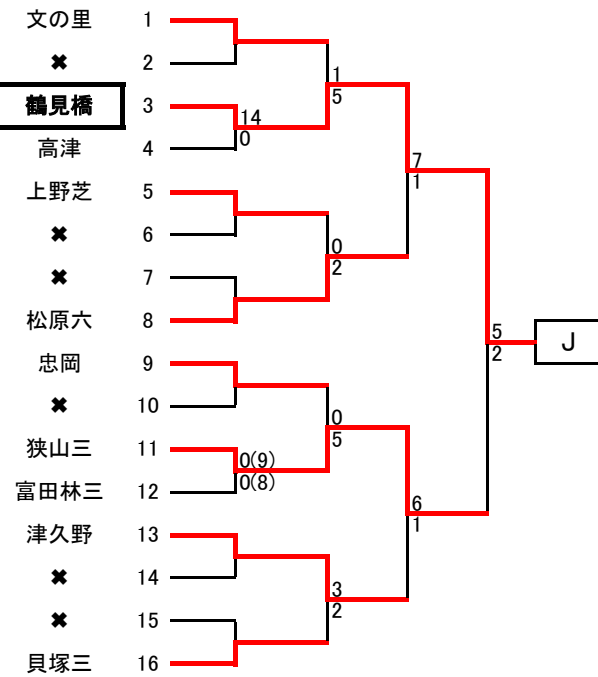 文の里 1
✖ 2
1
鶴見橋 3
5
14
高津 4
0
7
上野芝 5
1
✖ 6
0
✖ 7
2
松原六 8
5
J
2
忠岡 9
✖ 10
0
狭山三 11
5
0(9)
富田林三 12
0(8)
6
津久野 13
1
✖ 14
3
✖ 15
2
貝塚三 16